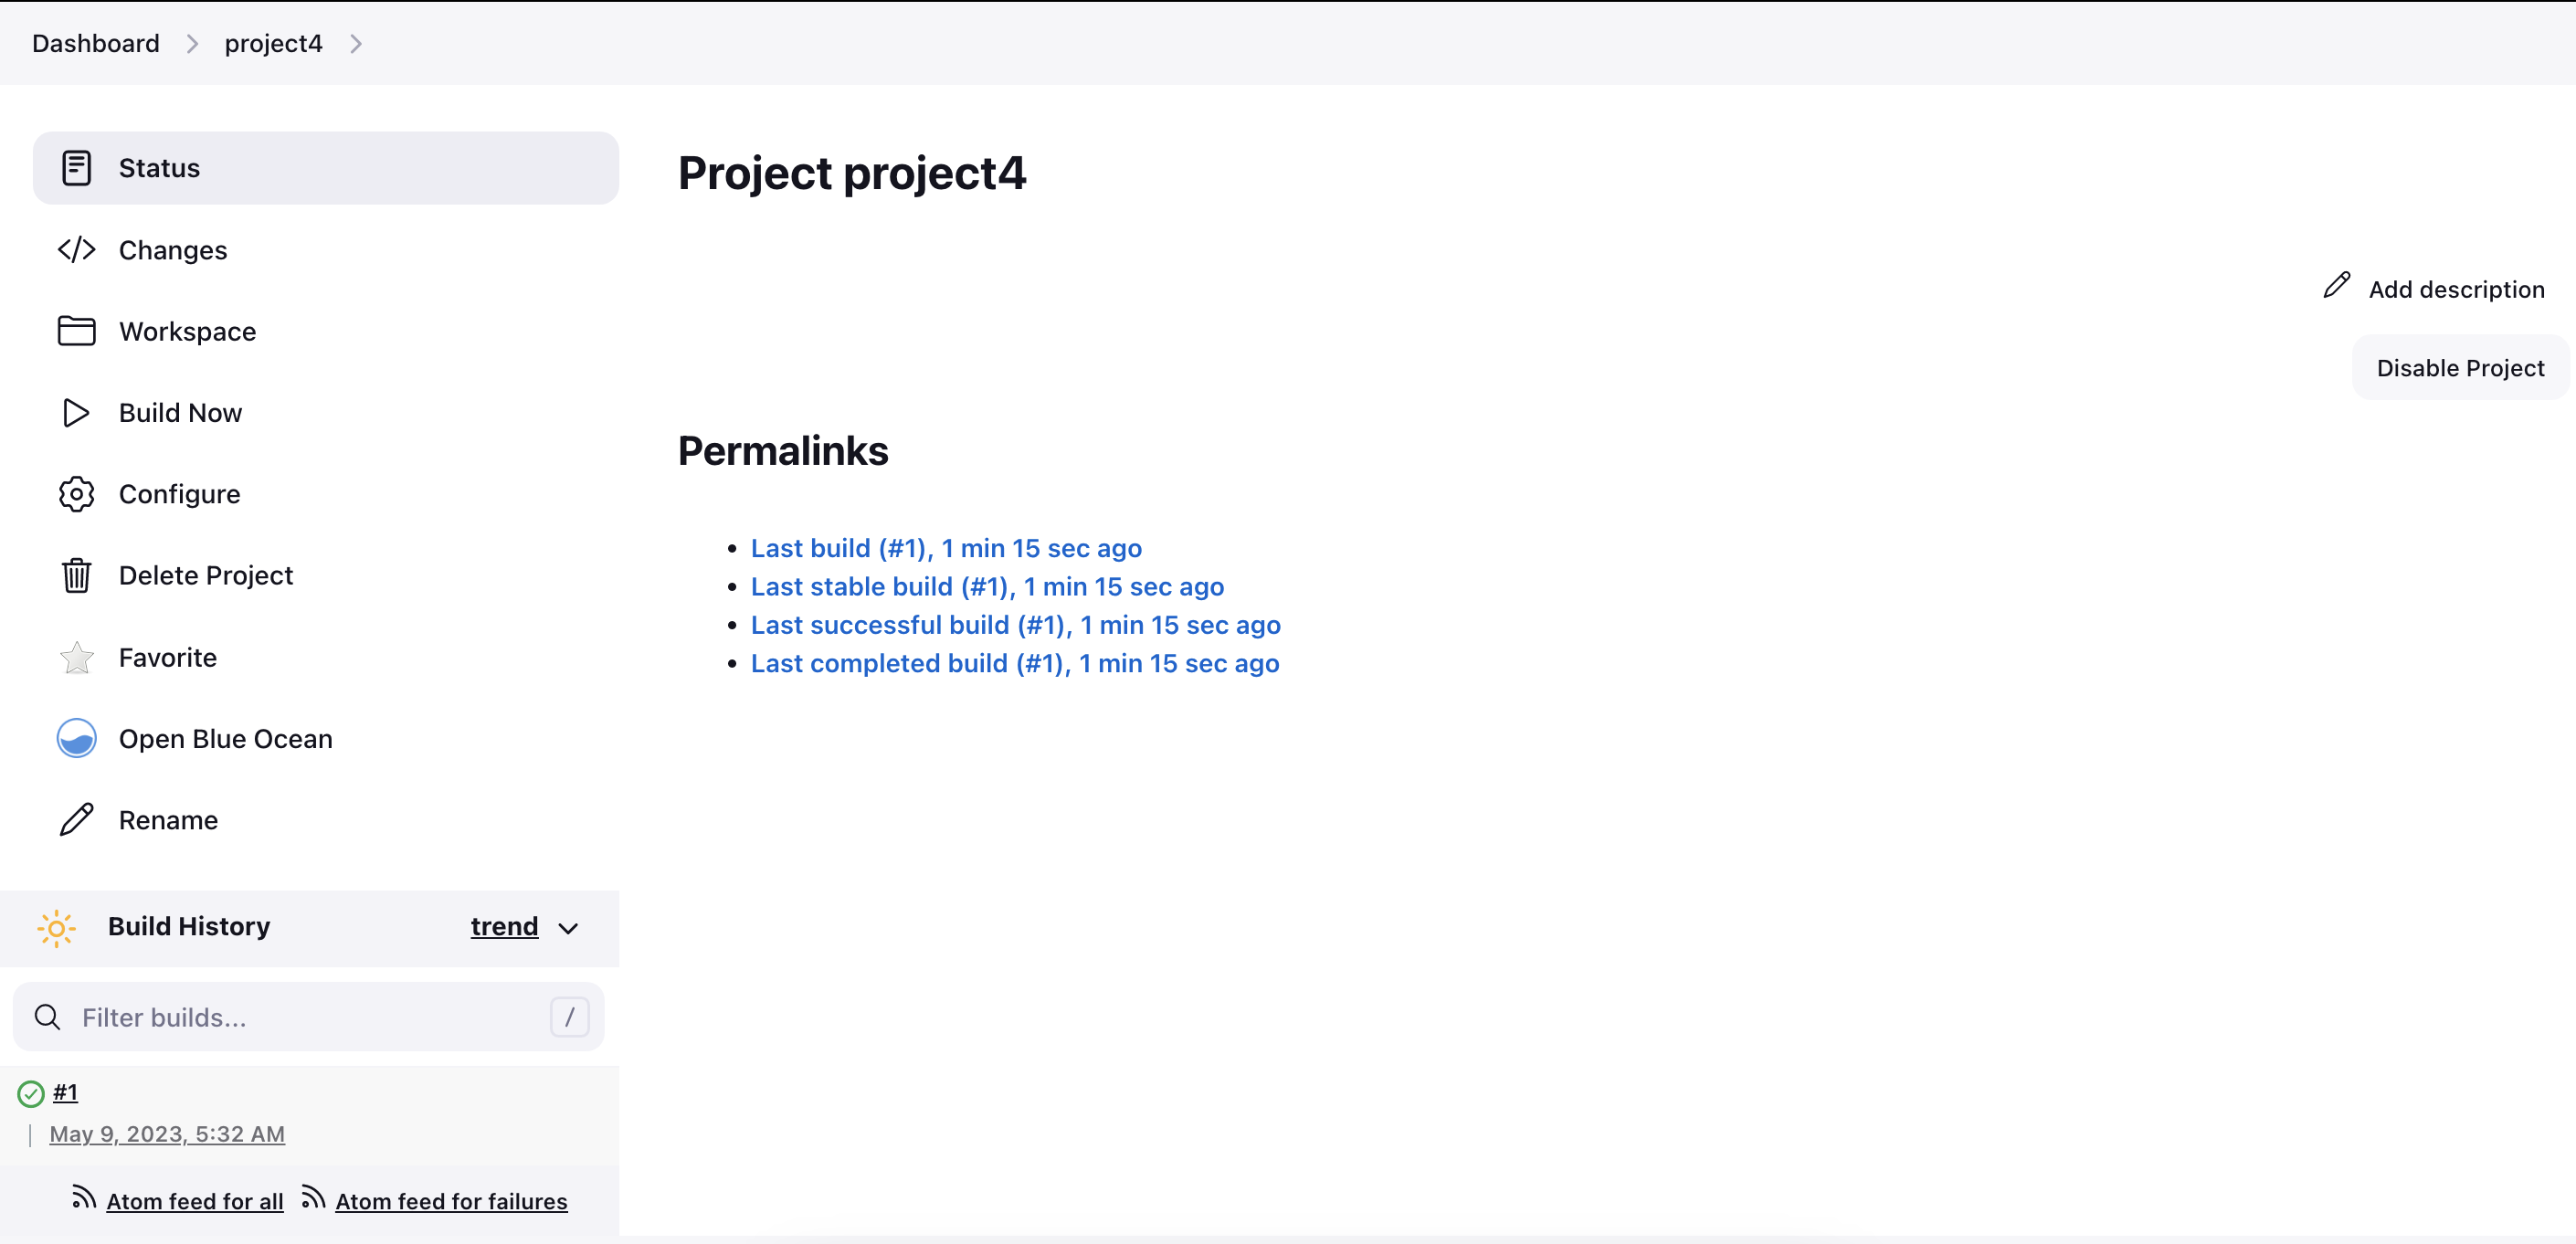 Dashboard > project4 >
Status
Changes
Workspace
Build Now
Configure
Delete Project
Favorite
Open Blue Ocean
Rename
Build History trend
Filter builds... /
#1
May 9, 2023, 5:32 AM
Atom feed for all Atom feed for failures
Project project4
Add description
Disable Project
Permalinks
• Last build (#1), 1 min 15 sec ago
• Last stable build (#1), 1 min 15 sec ago
• Last successful build (#1), 1 min 15 sec ago
• Last completed build (#1), 1 min 15 sec ago